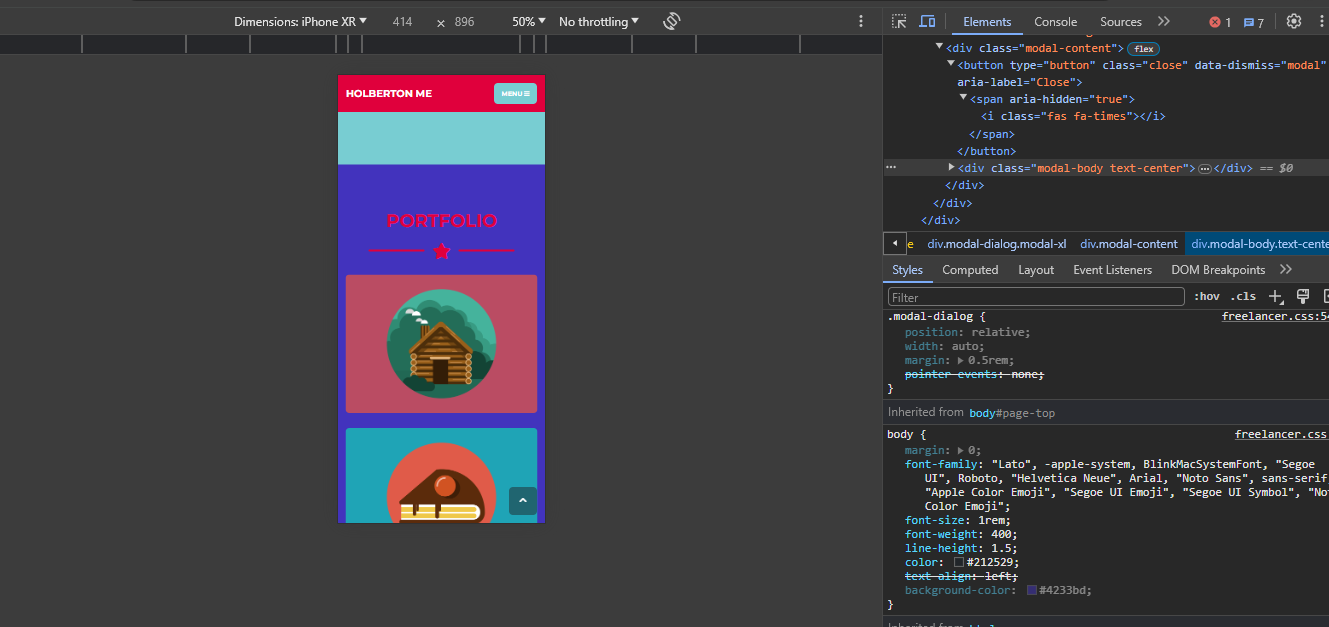 Dimensions: iPhone XR 414 × 896 50% No throttling
Elements Console Sources 1 7
HOLBERTON ME
MENU
PORTFOLIO
<div class="modal-content"> flex
<button type="button" class="close" data-dismiss="modal"
aria-label="Close">
<span aria-hidden="true">
<i class="fas fa-times"></i>
</span>
</button>
<div class="modal-body text-center"> … </div> == $0
</div>
</div>
</div>
e div.modal-dialog.modal-xl div.modal-content div.modal-body.text-cente
Styles Computed Layout Event Listeners DOM Breakpoints
Filter :hov .cls
.modal-dialog { freelancer.css:54
position: relative;
width: auto;
margin: 0.5rem;
pointer-events: none;
}
Inherited from body#page-top
body { freelancer.css
margin: 0;
font-family: "Lato", -apple-system, BlinkMacSystemFont, "Segoe
UI", Roboto, "Helvetica Neue", Arial, "Noto Sans", sans-serif
"Apple Color Emoji", "Segoe UI Emoji", "Segoe UI Symbol", "No
Color Emoji";
font-size: 1rem;
font-weight: 400;
line-height: 1.5;
color: #212529;
text-align: left;
background-color: #4233bd;
}